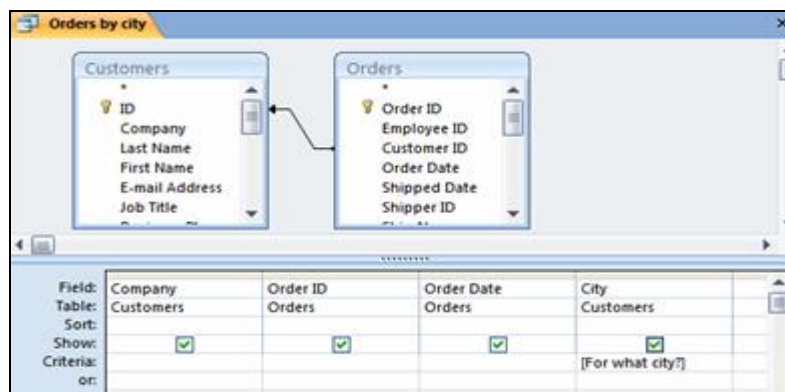 Orders by city
Customers
*
ID
Company
Last Name
First Name
E-mail Address
Job Title
Orders
*
Order ID
Employee ID
Customer ID
Order Date
Shipped Date
Shipper ID
Field: Company Order ID Order Date City
Table: Customers Orders Orders Customers
Sort:
Show:
Criteria: [For what city?]
or: